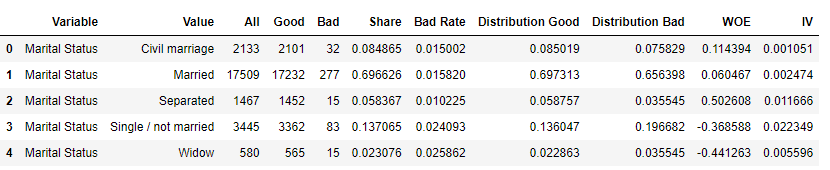 Variable Value All Good Bad Share Bad Rate Distribution Good Distribution Bad WOE IV
0 Marital Status Civil marriage 2133 2101 32 0.084865 0.015002 0.085019 0.075829 0.114394 0.001051
1 Marital Status Married 17509 17232 277 0.696626 0.015820 0.697313 0.656398 0.060467 0.002474
2 Marital Status Separated 1467 1452 15 0.058367 0.010225 0.058757 0.035545 0.502608 0.011666
3 Marital Status Single / not married 3445 3362 83 0.137065 0.024093 0.136047 0.196682 -0.368588 0.022349
4 Marital Status Widow 580 565 15 0.023076 0.025862 0.022863 0.035545 -0.441263 0.005596